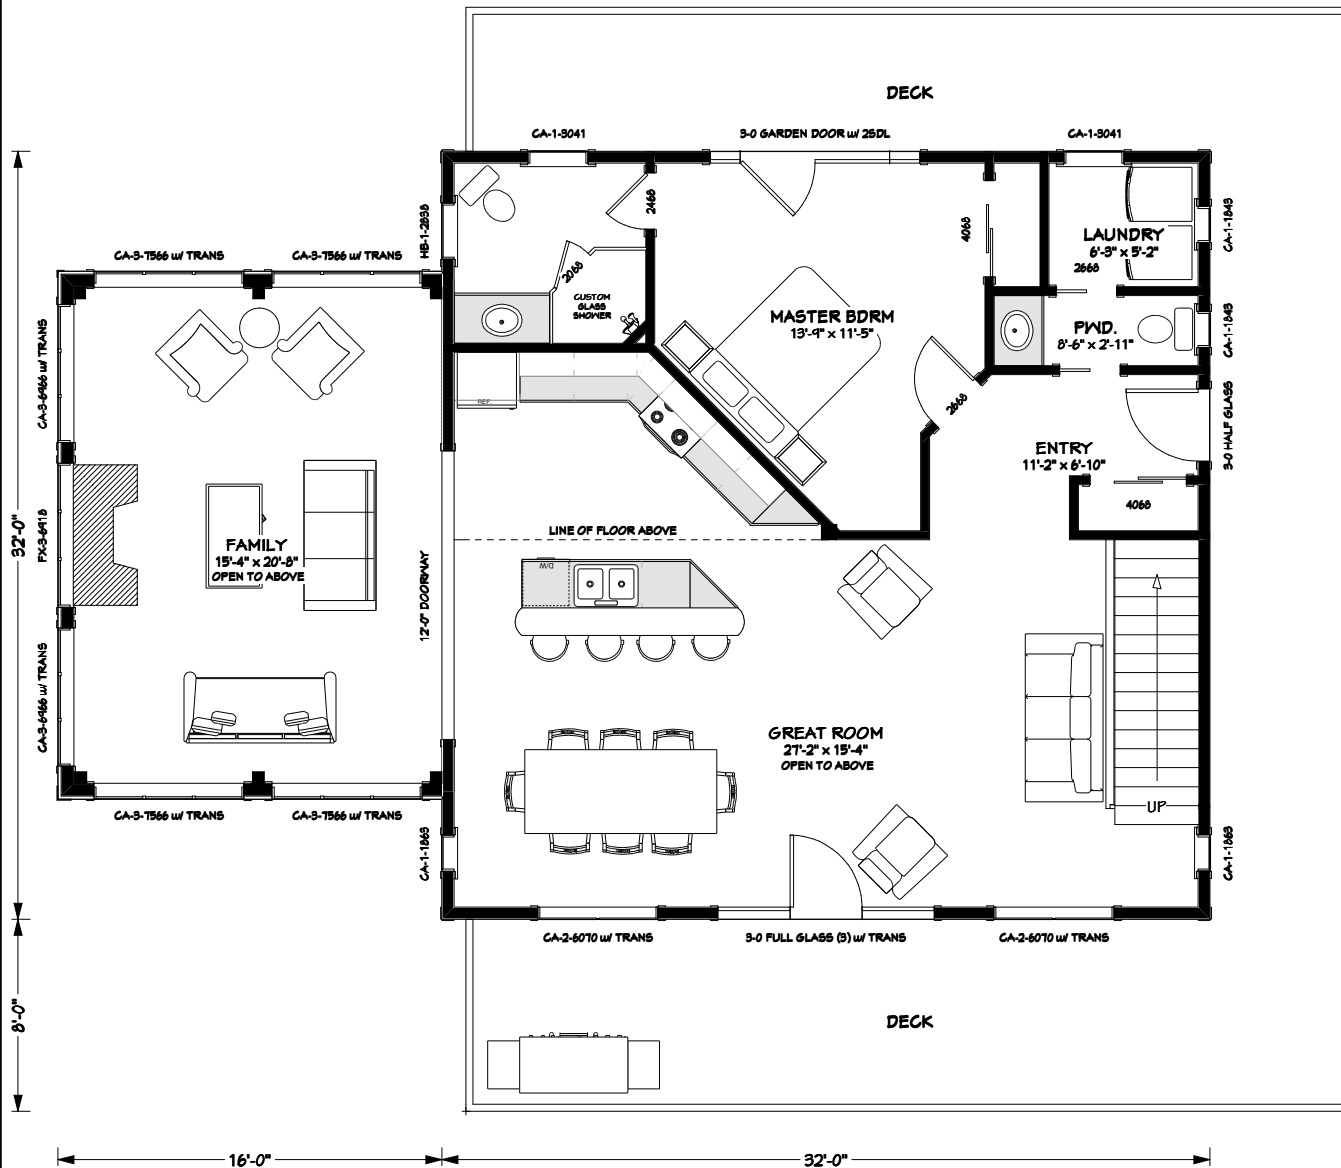 DECK
CA-1-3041
3-0 GARDEN DOOR w/ 2SDL
CA-1-3041
2468
HB-1-2838
4068
CA-1-1843
LAUNDRY
6'-3" x 5'-2"
2668
CA-3-7566 w/ TRANS
CA-3-7566 w/ TRANS
2068
CUSTOM
GLASS
SHOWER
MASTER BDRM
13'-9" x 11'-5"
PWD.
8'-6" x 2'-11"
CA-1-1843
CA-3-6966 w/ TRANS
REF.
2668
3-0 HALF GLASS
ENTRY
11'-2" x 6'-10"
4068
32'-0"
FX-3-6918
FAMILY
15'-4" x 20'-8"
OPEN TO ABOVE
LINE OF FLOOR ABOVE
D/W
12'-0" DOORWAY
CA-3-6966 w/ TRANS
GREAT ROOM
27'-2" x 15'-4"
OPEN TO ABOVE
UP
CA-3-7566 w/ TRANS
CA-3-7566 w/ TRANS
CA-1-1863
CA-1-1863
CA-2-6070 w/ TRANS
3-0 FULL GLASS (3) w/ TRANS
CA-2-6070 w/ TRANS
8'-0"
DECK
16'-0"
32'-0"